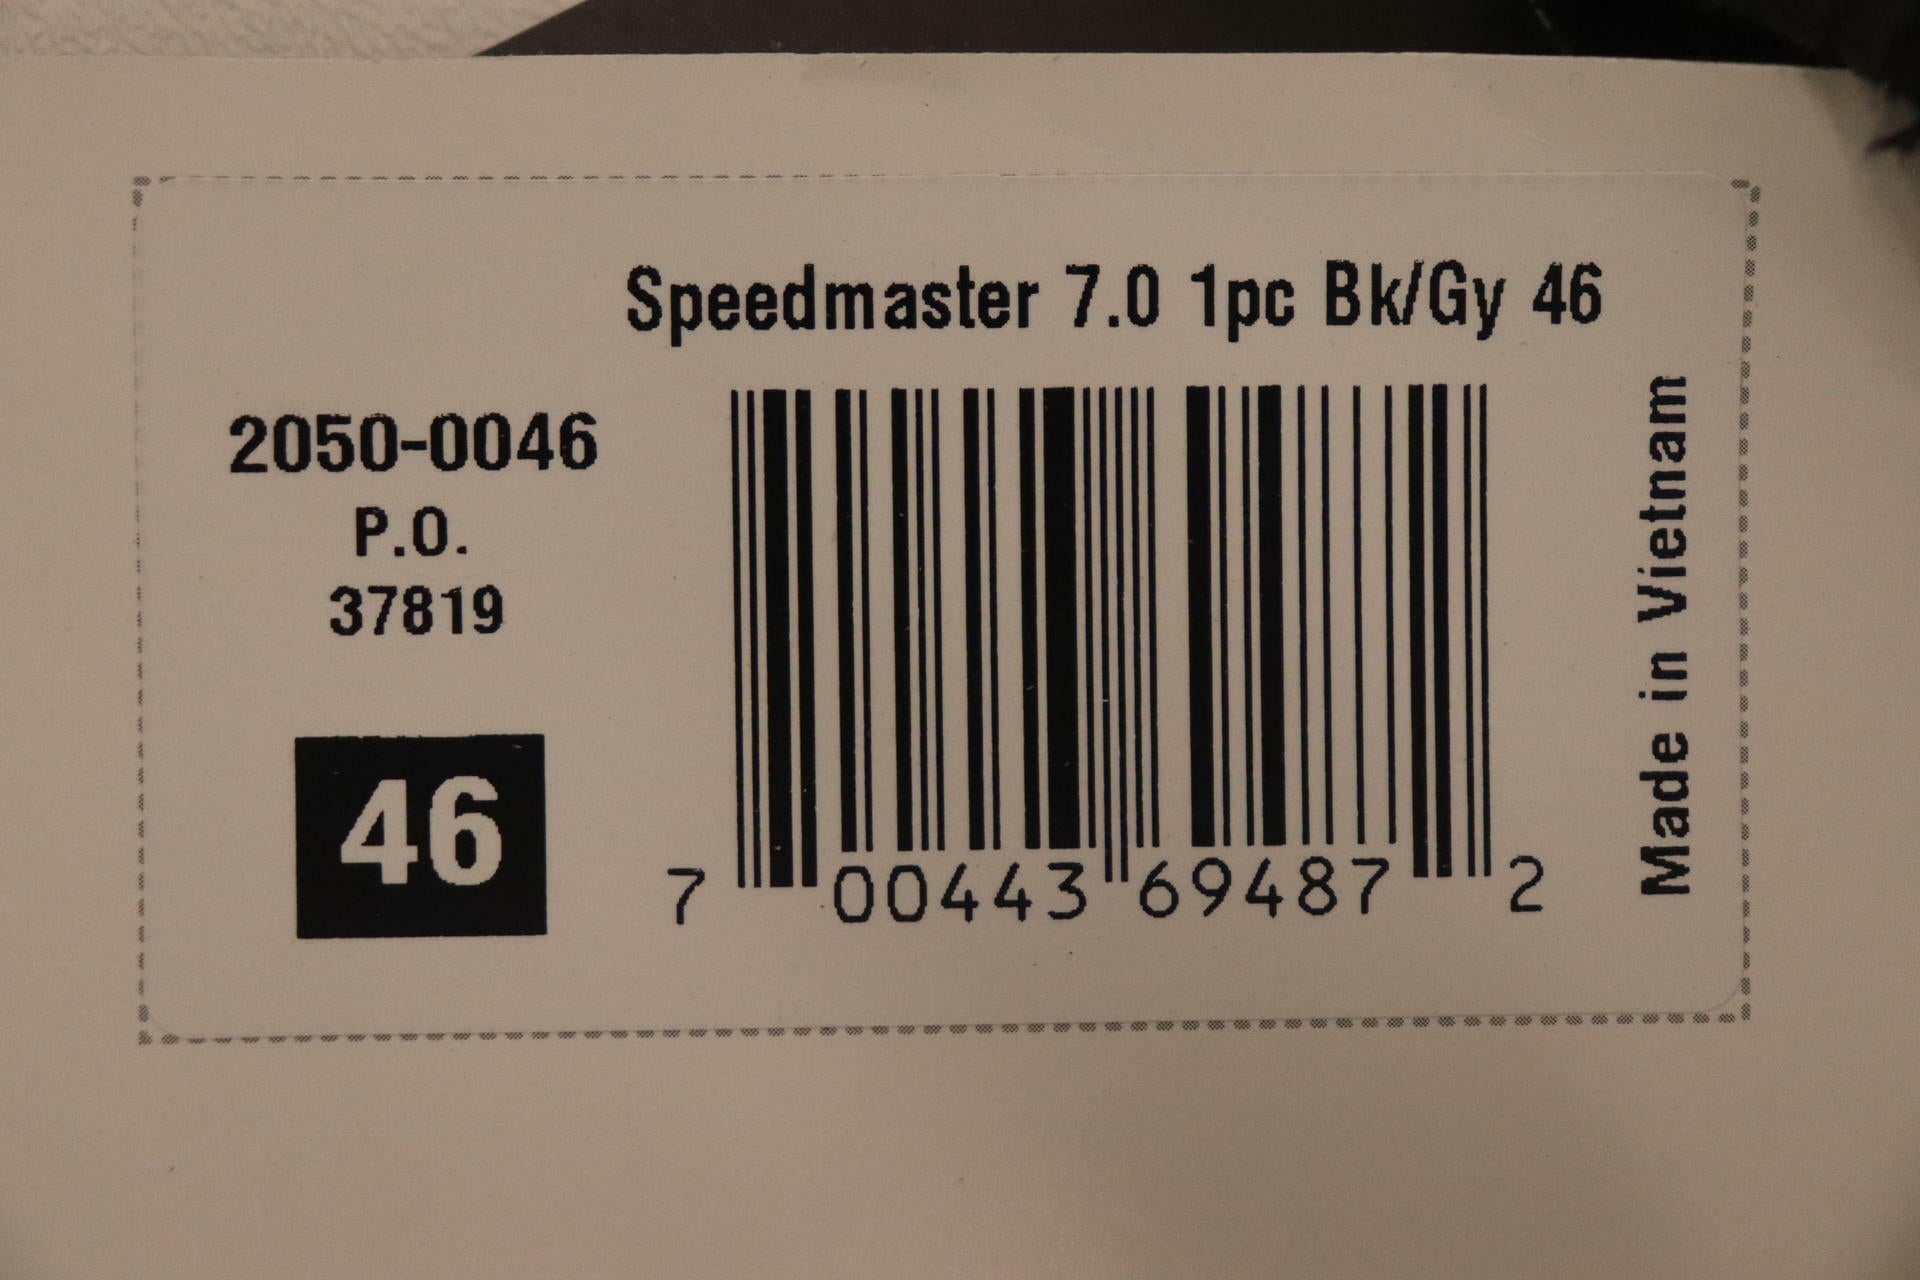 Speedmaster 7.0 1pc Bk/Gy 46
2050-0046
P.O.
37819
46
7 00443 69487 2
Made in Vietnam